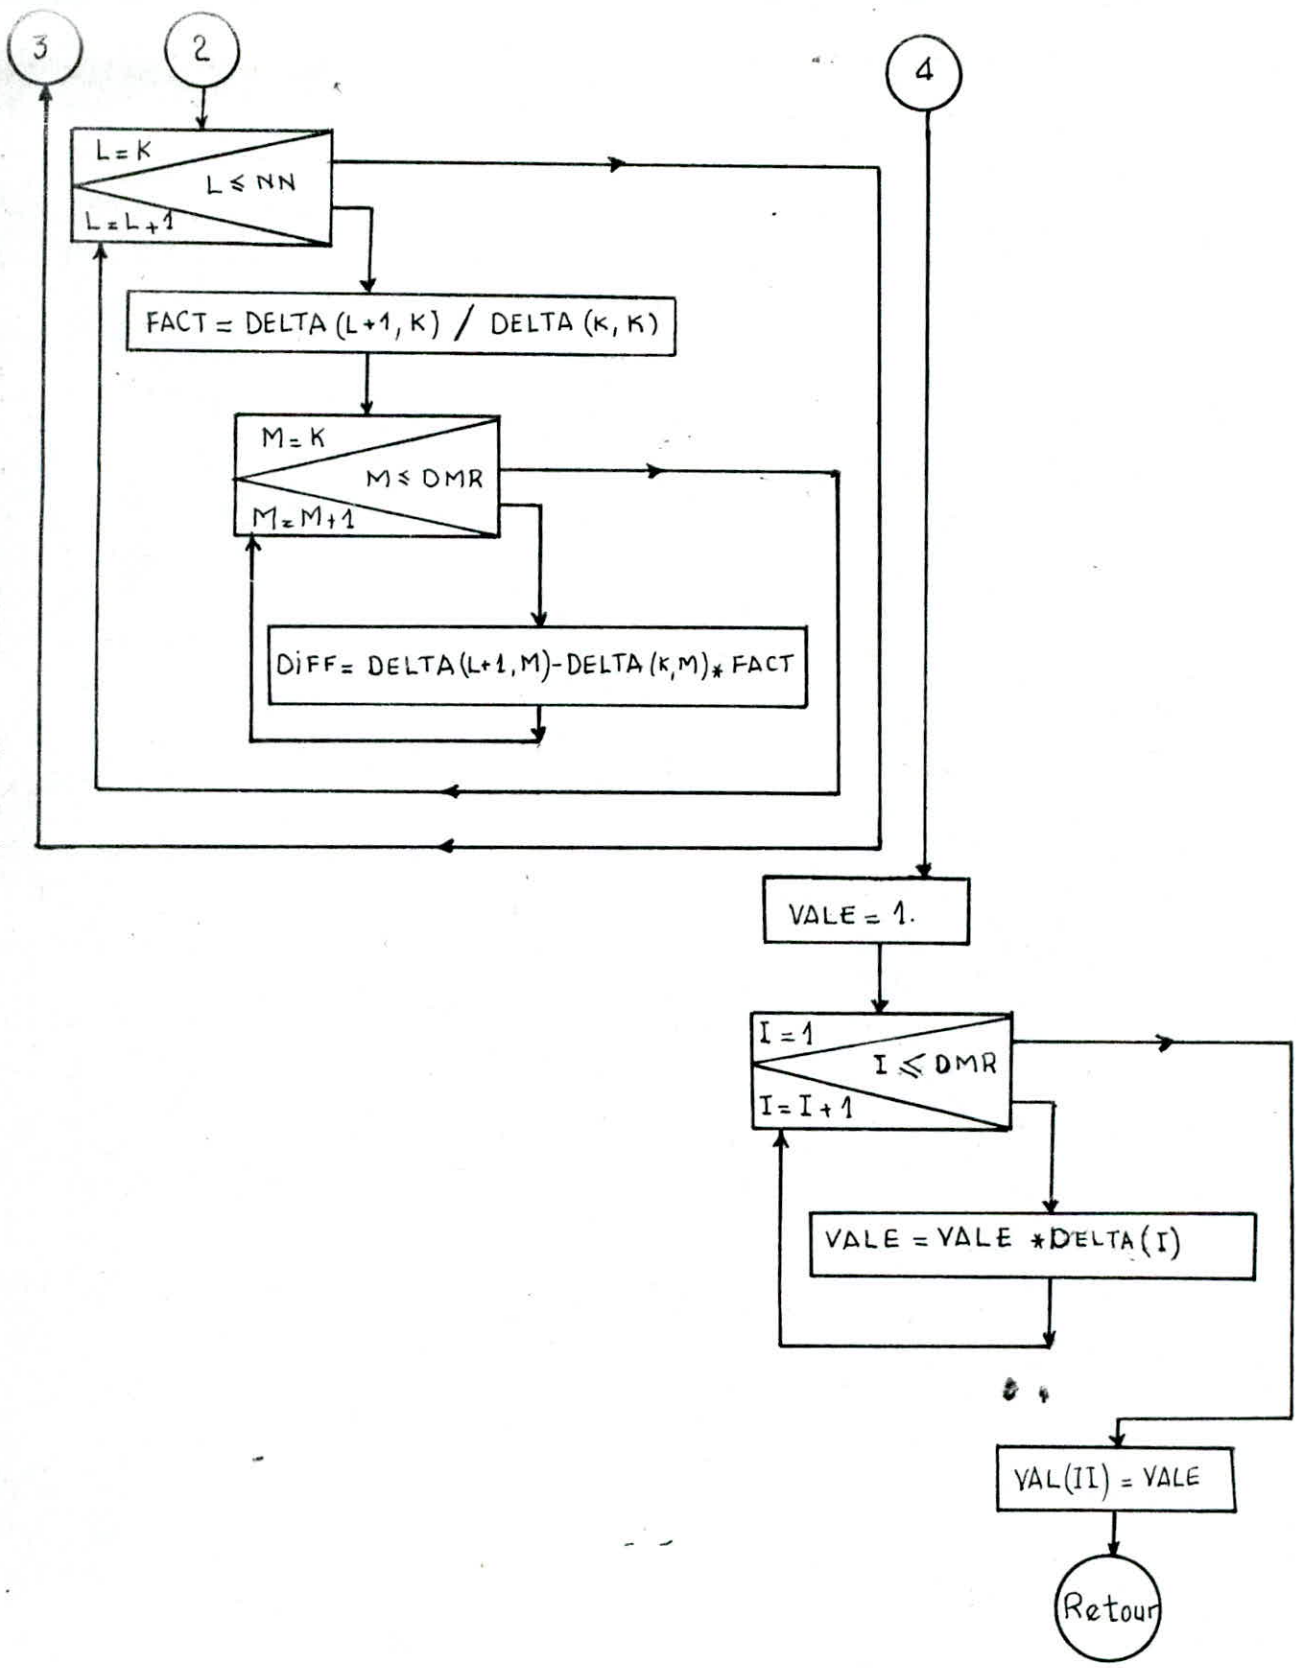 3
2
4
L=K
L ≤ NN
L=L+1
FACT = DELTA (L+1, K) / DELTA (K, K)
M=K
M ≤ DMR
M=M+1
DiFF= DELTA(L+1,M)-DELTA(K,M)* FACT
VALE = 1.
I=1
I ≤ DMR
I=I+1
VALE = VALE *DELTA(I)
VAL(II) = VALE
Retour